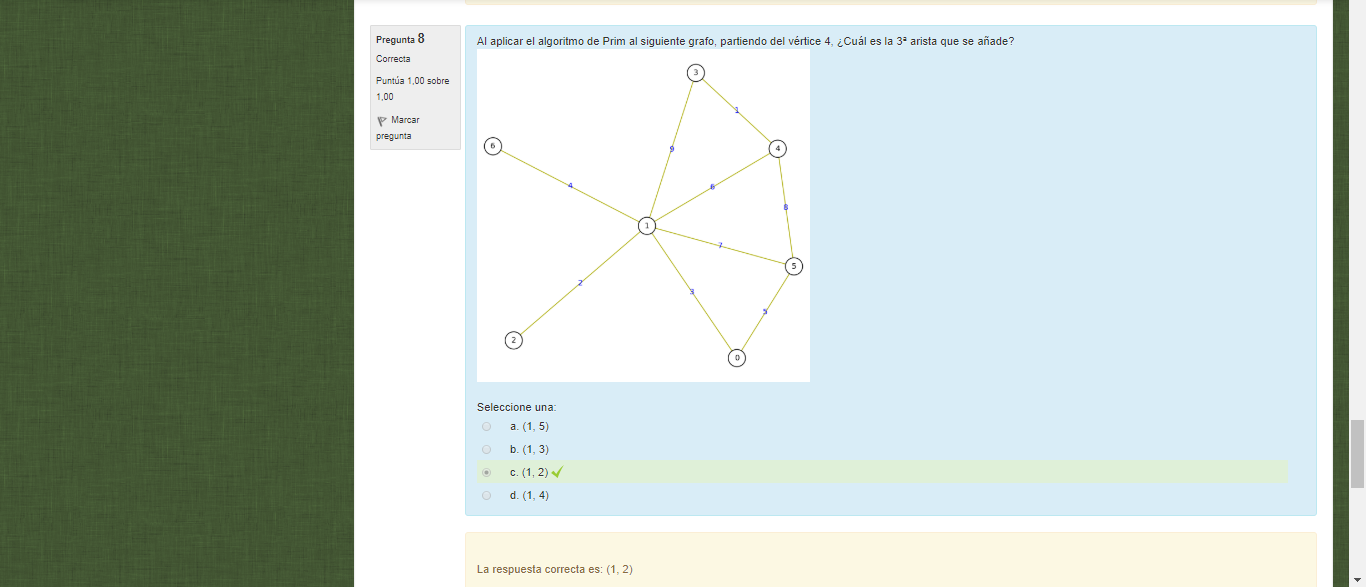 Pregunta 8
Correcta
Puntúa 1,00 sobre
1,00
Marcar
pregunta
Al aplicar el algoritmo de Prim al siguiente grafo, partiendo del vértice 4, ¿Cuál es la 3ª arista que se añade?
3
1
6
9
4
4
6
8
1
7
5
2
3
5
2
0
Seleccione una:
a. (1, 5)
b. (1, 3)
c. (1, 2)
d. (1, 4)
La respuesta correcta es: (1, 2)